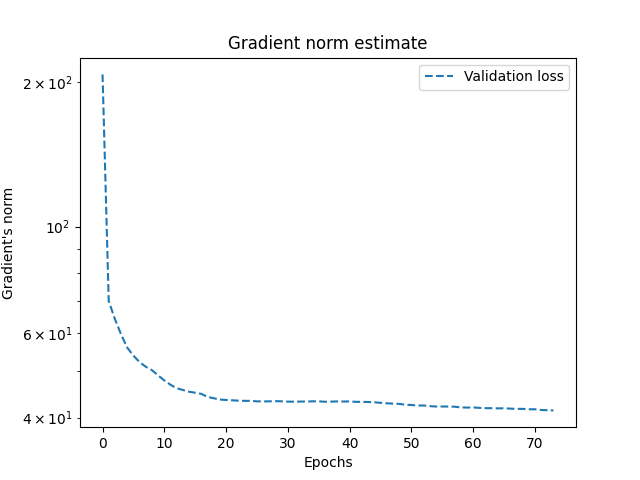 Gradient norm estimate
Validation loss
2 × 10²
10²
6 × 10¹
4 × 10¹
Gradient's norm
0 10 20 30 40 50 60 70
Epochs